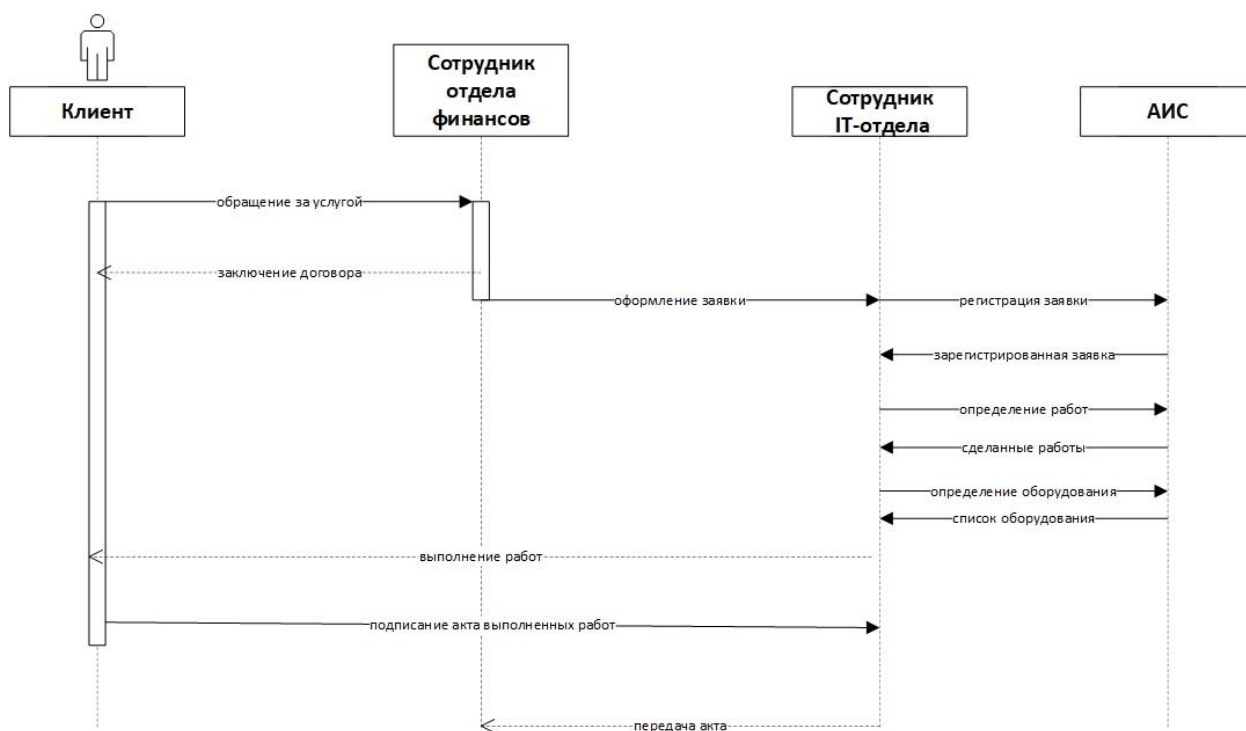 Клиент
Сотрудник
отдела
финансов
Сотрудник
IT-отдела
АИС
обращение за услугой
заключение договора
оформление заявки
регистрация заявки
зарегистрированная заявка
определение работ
сделанные работы
определение оборудования
список оборудования
выполнение работ
подписание акта выполненных работ
передача акта